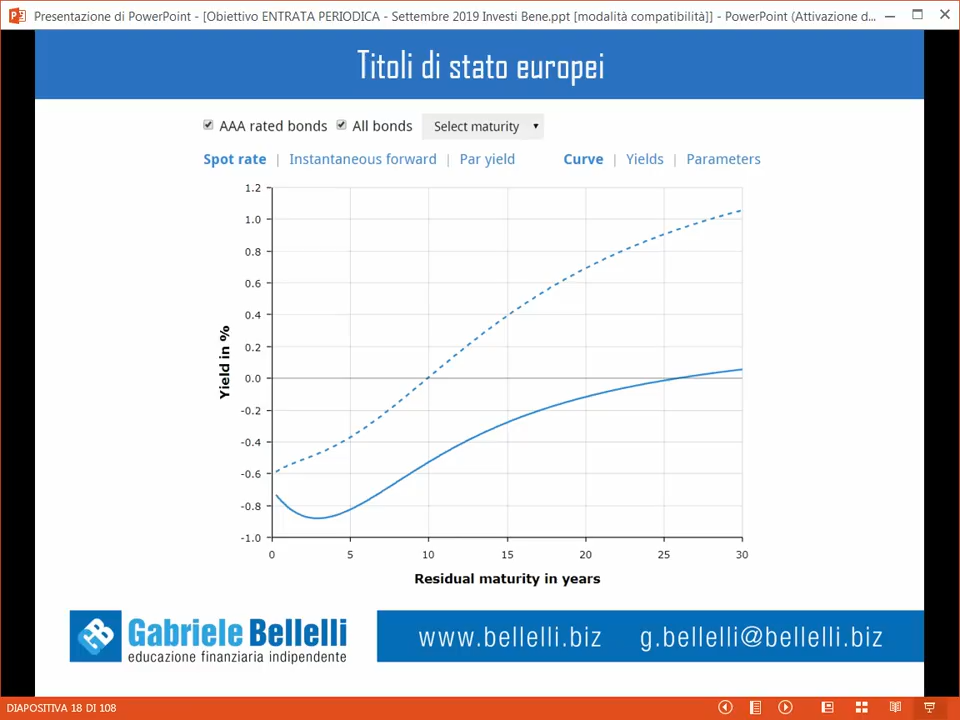 Presentazione di PowerPoint - [Obiettivo ENTRATA PERIODICA - Settembre 2019 Investi Bene.ppt [modalità compatibilità]] - PowerPoint (Attivazione d...
Titoli di stato europei
AAA rated bonds All bonds Select maturity
Spot rate | Instantaneous forward | Par yield Curve | Yields | Parameters
1.2
1.0
0.8
0.6
0.4
0.2
0.0
-0.2
-0.4
-0.6
-0.8
-1.0
Yield in %
0 5 10 15 20 25 30
Residual maturity in years
Gabriele Bellelli
educazione finanziaria indipendente
www.bellelli.biz g.bellelli@bellelli.biz
DIAPOSITIVA 18 DI 108